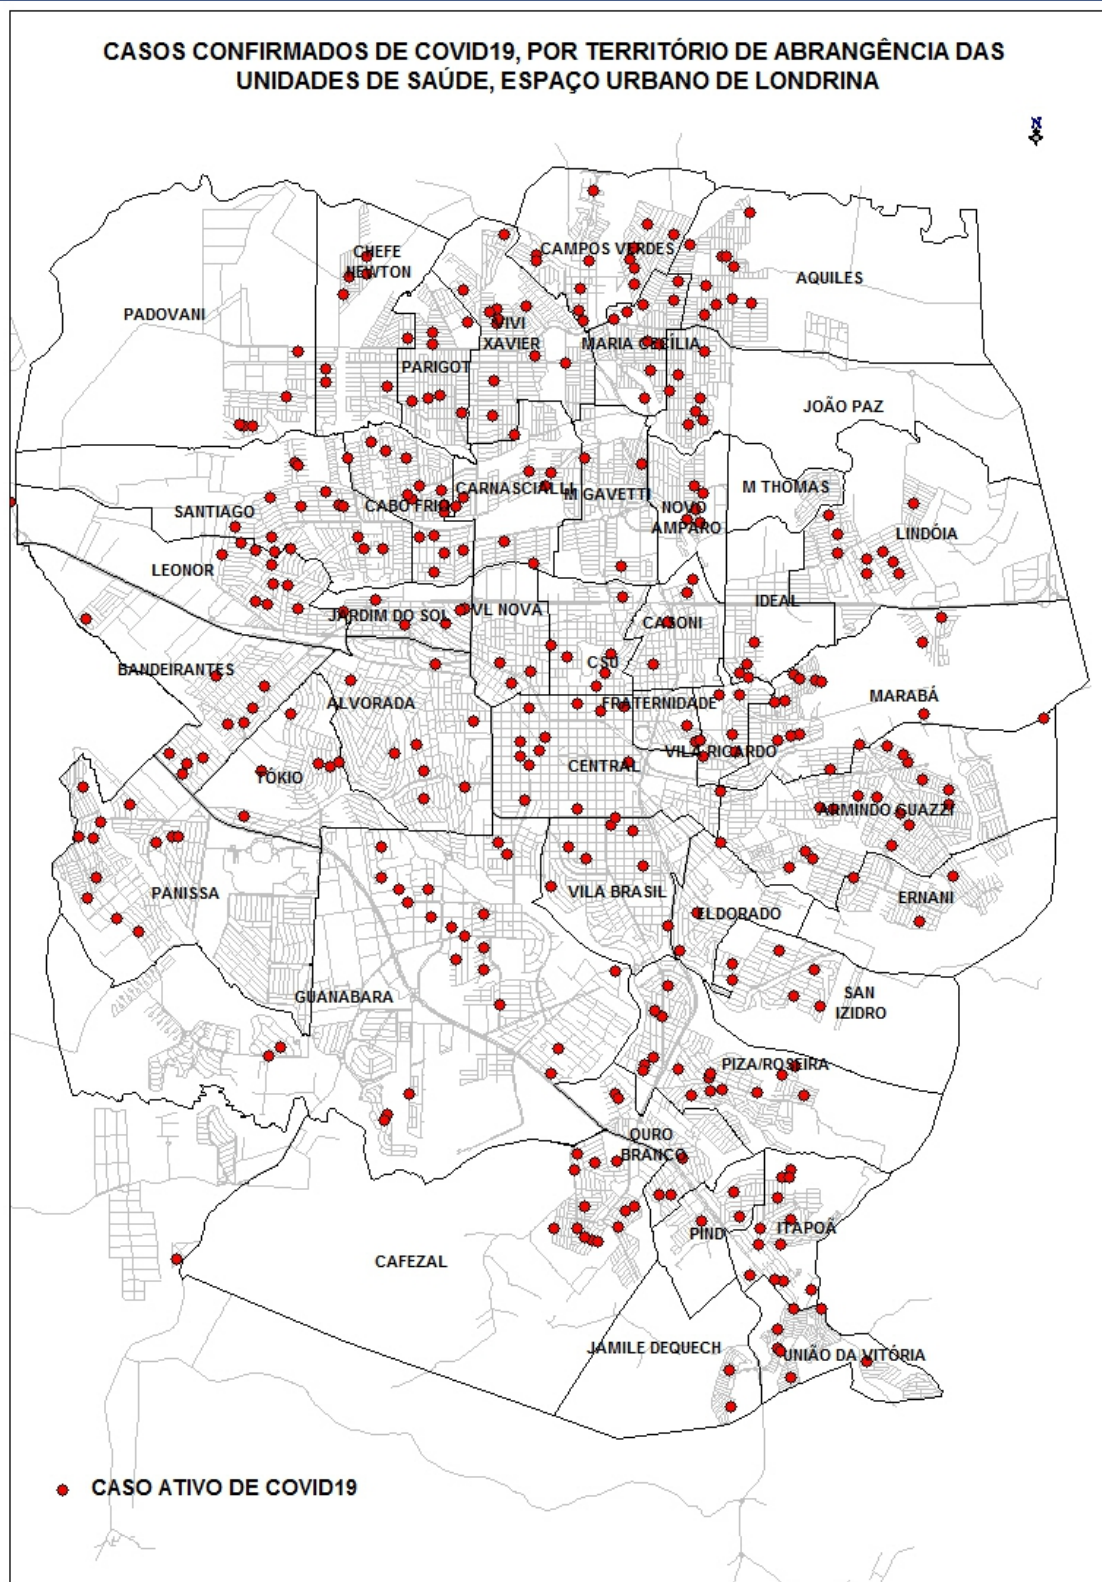 CASOS CONFIRMADOS DE COVID19, POR TERRITÓRIO DE ABRANGÊNCIA DAS
UNIDADES DE SAÚDE, ESPAÇO URBANO DE LONDRINA
N
CHEFE
NEWTON
CAMPOS VERDES
AQUILES
PADOVANI
VIVI
XAVIER
MARIA CECÍLIA
PARIGOT
JOÃO PAZ
CARNASCIALLI
M GAVETTI
M THOMAS
CABO FRIO
SANTIAGO
NOVO
AMPARO
LINDÓIA
LEONOR
JARDIM DO SOL
VL NOVA
CASONI
IDEAL
BANDEIRANTES
CSU
ALVORADA
FRATERNIDADE
MARABÁ
VILA RICARDO
CENTRAL
TÓKIO
ARMINDO GUAZZI
PANISSA
VILA BRASIL
ERNANI
ELDORADO
GUANABARA
SAN
IZIDRO
PIZA/ROSEIRA
OURO
BRANCO
PIND
ITAPOÃ
CAFEZAL
JAMILE DEQUECH
UNIÃO DA VITÓRIA
CASO ATIVO DE COVID19